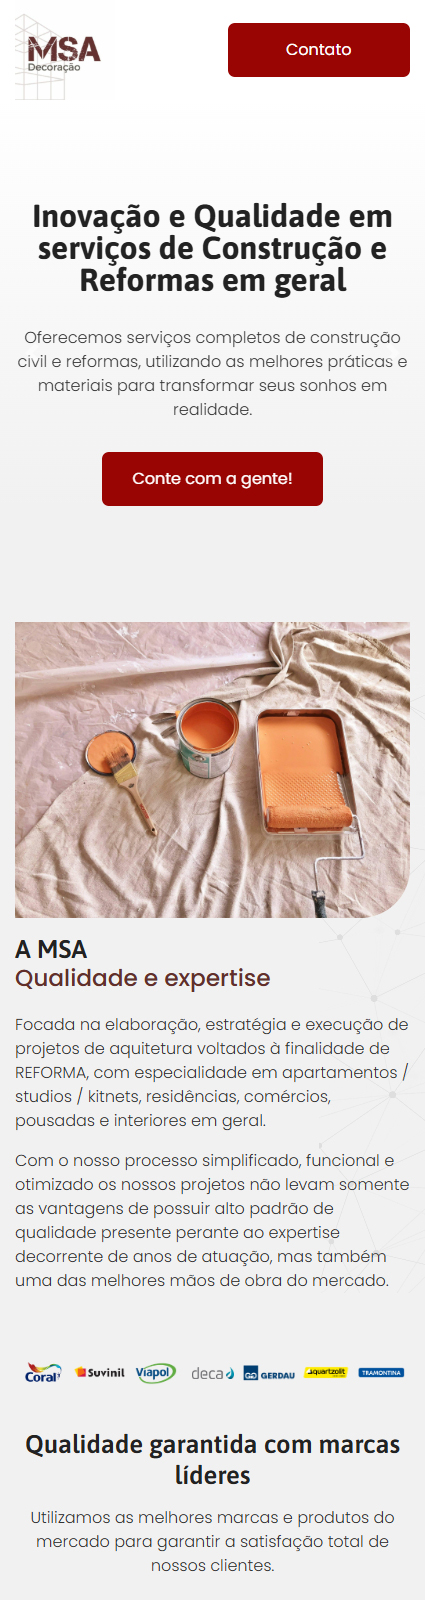 MSA
Decoração
Contato
Inovação e Qualidade em
serviços de Construção e
Reformas em geral
Oferecemos serviços completos de construção
civil e reformas, utilizando as melhores práticas e
materiais para transformar seus sonhos em
realidade.
Conte com a gente!
A MSA
Qualidade e expertise
Focada na elaboração, estratégia e execução de
projetos de aquitetura voltados à finalidade de
REFORMA, com especialidade em apartamentos /
studios / kitnets, residências, comércios,
pousadas e interiores em geral.
Com o nosso processo simplificado, funcional e
otimizado os nossos projetos não levam somente
as vantagens de possuir alto padrão de
qualidade presente perante ao expertise
decorrente de anos de atuação, mas também
uma das melhores mãos de obra do mercado.
Coral Suvinil Viapol deca GG GERDAU quartzolit TRAMONTINA
Qualidade garantida com marcas
líderes
Utilizamos as melhores marcas e produtos do
mercado para garantir a satisfação total de
nossos clientes.